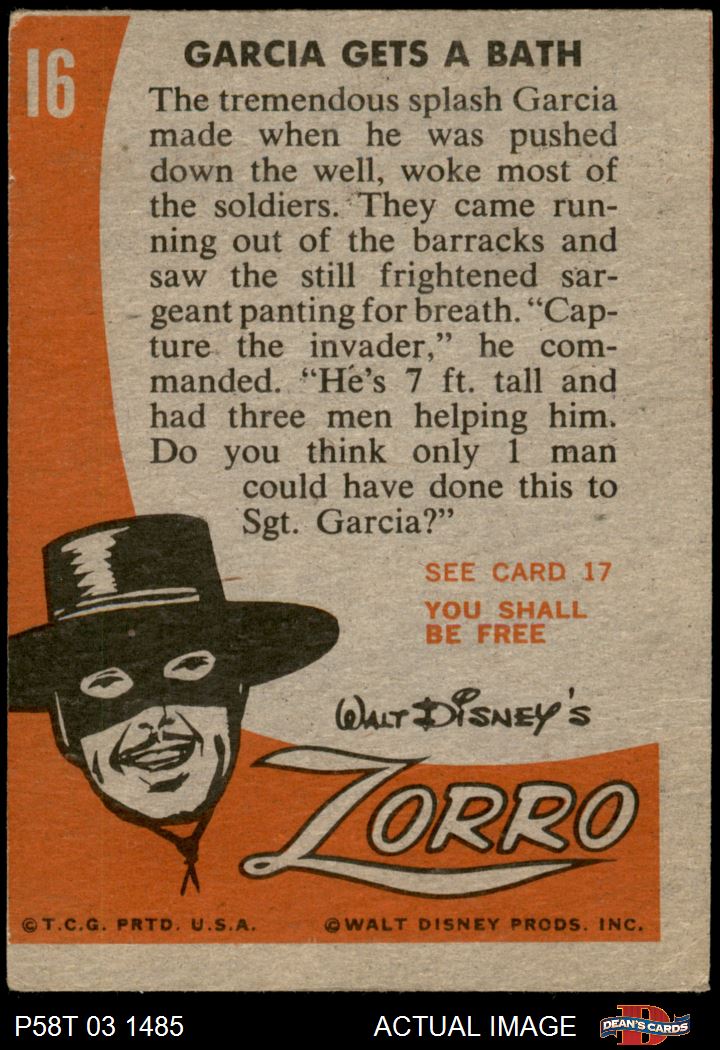 16
GARCIA GETS A BATH
The tremendous splash Garcia
made when he was pushed
down the well, woke most of
the soldiers. They came run-
ning out of the barracks and
saw the still frightened sar-
geant panting for breath. “Cap-
ture the invader,” he com-
manded. “He’s 7 ft. tall and
had three men helping him.
Do you think only 1 man
could have done this to
Sgt. Garcia?”
SEE CARD 17
YOU SHALL
BE FREE
WALT DISNEY'S
ZORRO
©T.C.G. PRTD. U.S.A. ©WALT DISNEY PRODS. INC.
P58T 03 1485 ACTUAL IMAGE D DEAN'S CARDS